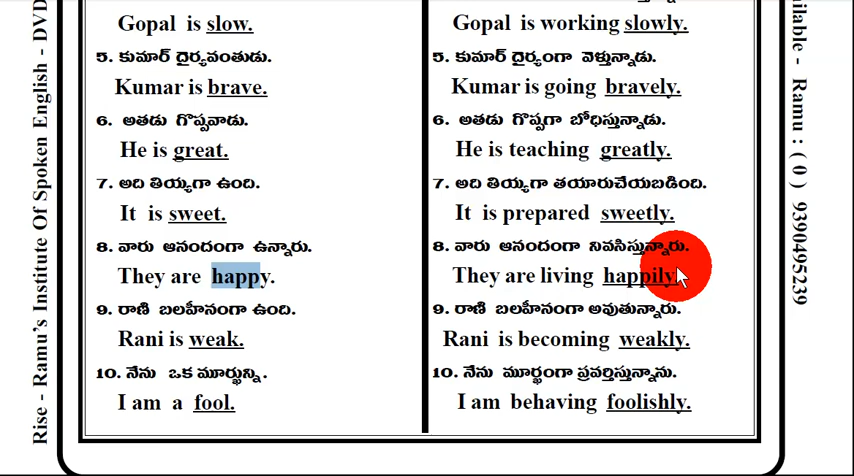 Gopal is slow.
5. కుమార్ ధైర్యవంతుడు.
Kumar is brave.
6. అతడు గొప్పవాడు.
He is great.
7. అది తియ్యగా ఉంది.
It is sweet.
8. వారు ఆనందంగా ఉన్నారు.
They are happy.
9. రాణి బలహీనంగా ఉంది.
Rani is weak.
10. నేను ఒక మూర్ఖున్ని.
I am a fool.
Gopal is working slowly.
5. కుమార్ ధైర్యంగా వెళ్తున్నాడు.
Kumar is going bravely.
6. అతడు గొప్పగా బోధిస్తున్నాడు.
He is teaching greatly.
7. అది తియ్యగా తయారుచేయబడింది.
It is prepared sweetly.
8. వారు ఆనందంగా నివసిస్తున్నారు.
They are living happily.
9. రాణి బలహీనంగా అవుతున్నారు.
Rani is becoming weakly.
10. నేను మూర్ఖంగా ప్రవర్తిస్తున్నాను.
I am behaving foolishly.
Rise - Ramu's Institute Of Spoken English - DVD
ilable - Ramu : ( 0 ) 9390495239